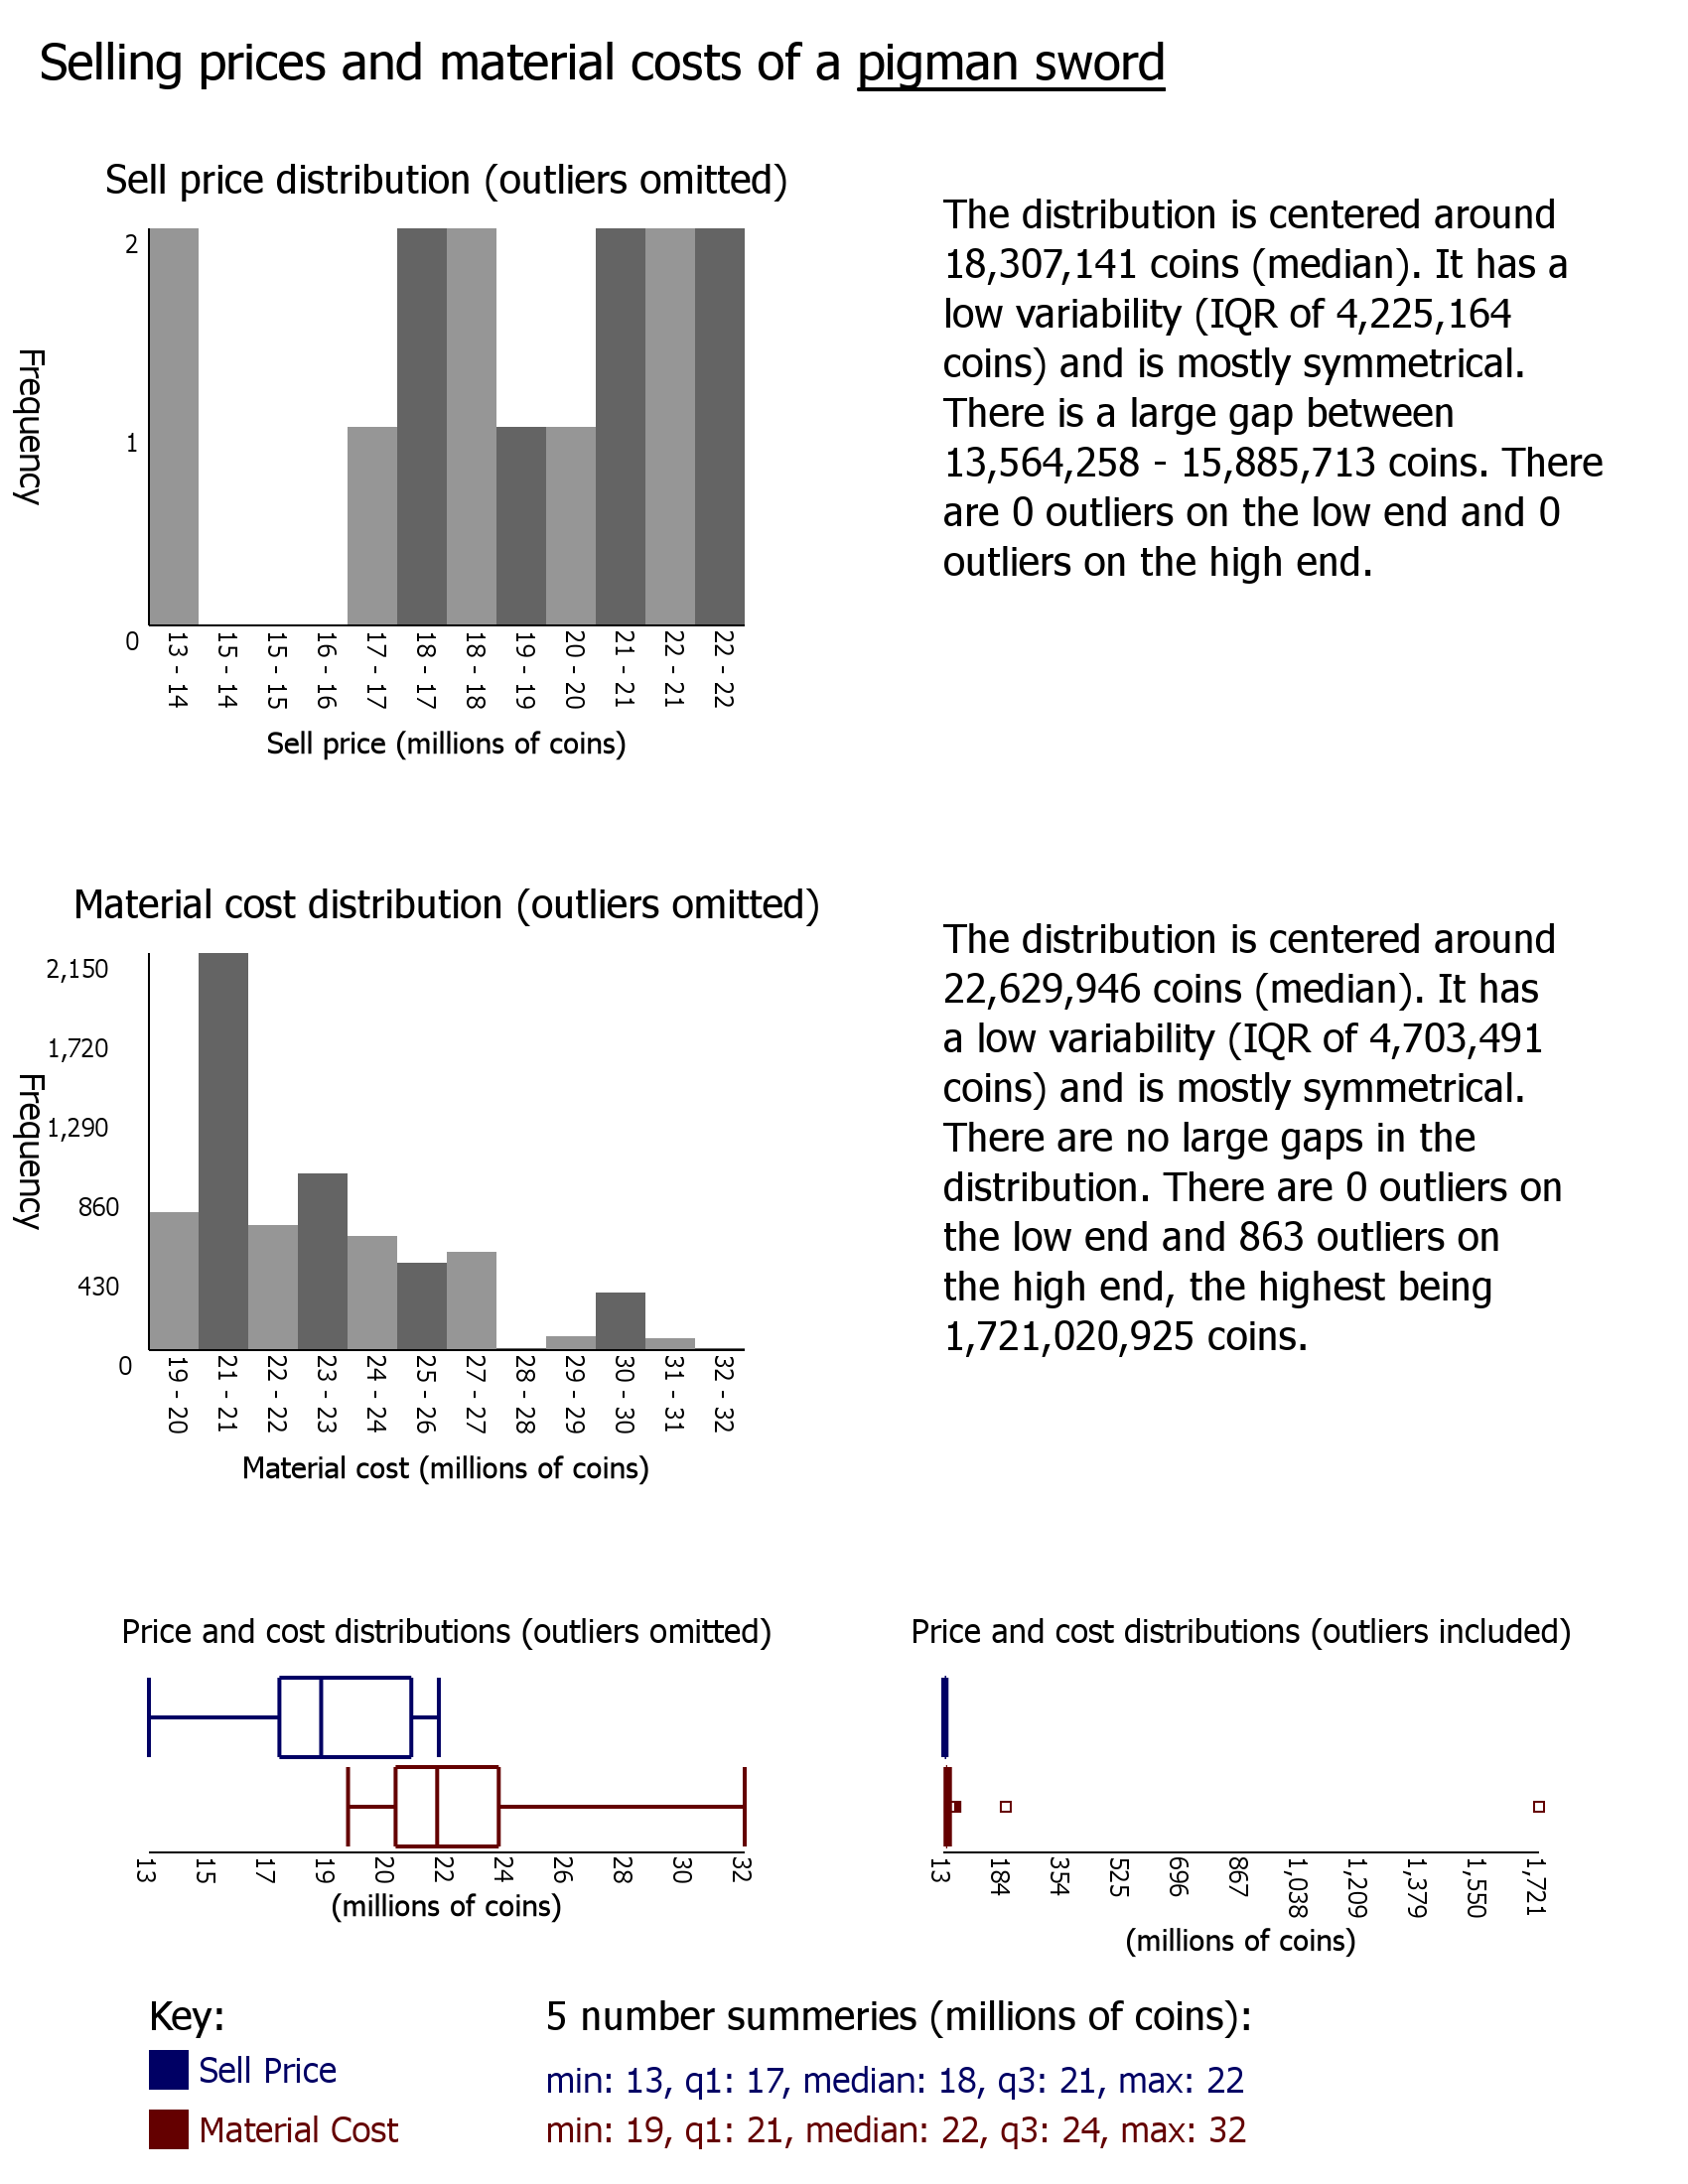 Selling prices and material costs of a pigman sword
Sell price distribution (outliers omitted)
2
1
0
Frequency
13 - 14
15 - 14
15 - 15
16 - 16
17 - 17
18 - 17
18 - 18
19 - 19
20 - 20
21 - 21
22 - 21
22 - 22
Sell price (millions of coins)
The distribution is centered around
18,307,141 coins (median). It has a
low variability (IQR of 4,225,164
coins) and is mostly symmetrical.
There is a large gap between
13,564,258 - 15,885,713 coins. There
are 0 outliers on the low end and 0
outliers on the high end.
Material cost distribution (outliers omitted)
2,150
1,720
1,290
860
430
0
Frequency
19 - 20
21 - 21
22 - 22
23 - 23
24 - 24
25 - 26
27 - 27
28 - 28
29 - 29
30 - 30
31 - 31
32 - 32
Material cost (millions of coins)
The distribution is centered around
22,629,946 coins (median). It has
a low variability (IQR of 4,703,491
coins) and is mostly symmetrical.
There are no large gaps in the
distribution. There are 0 outliers on
the low end and 863 outliers on
the high end, the highest being
1,721,020,925 coins.
Price and cost distributions (outliers omitted)
13
15
17
19
20
22
24
26
28
30
32
(millions of coins)
Price and cost distributions (outliers included)
13
184
354
525
696
867
1,038
1,209
1,379
1,550
1,721
(millions of coins)
Key:
Sell Price
Material Cost
5 number summeries (millions of coins):
min: 13, q1: 17, median: 18, q3: 21, max: 22
min: 19, q1: 21, median: 22, q3: 24, max: 32